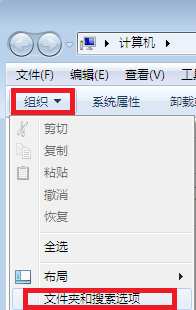 计算机
文件(F) 编辑(E) 查看(V)
组织 系统属性 卸载
剪切
复制
粘贴
撤消
恢复
全选
布局
文件夹和搜索选项